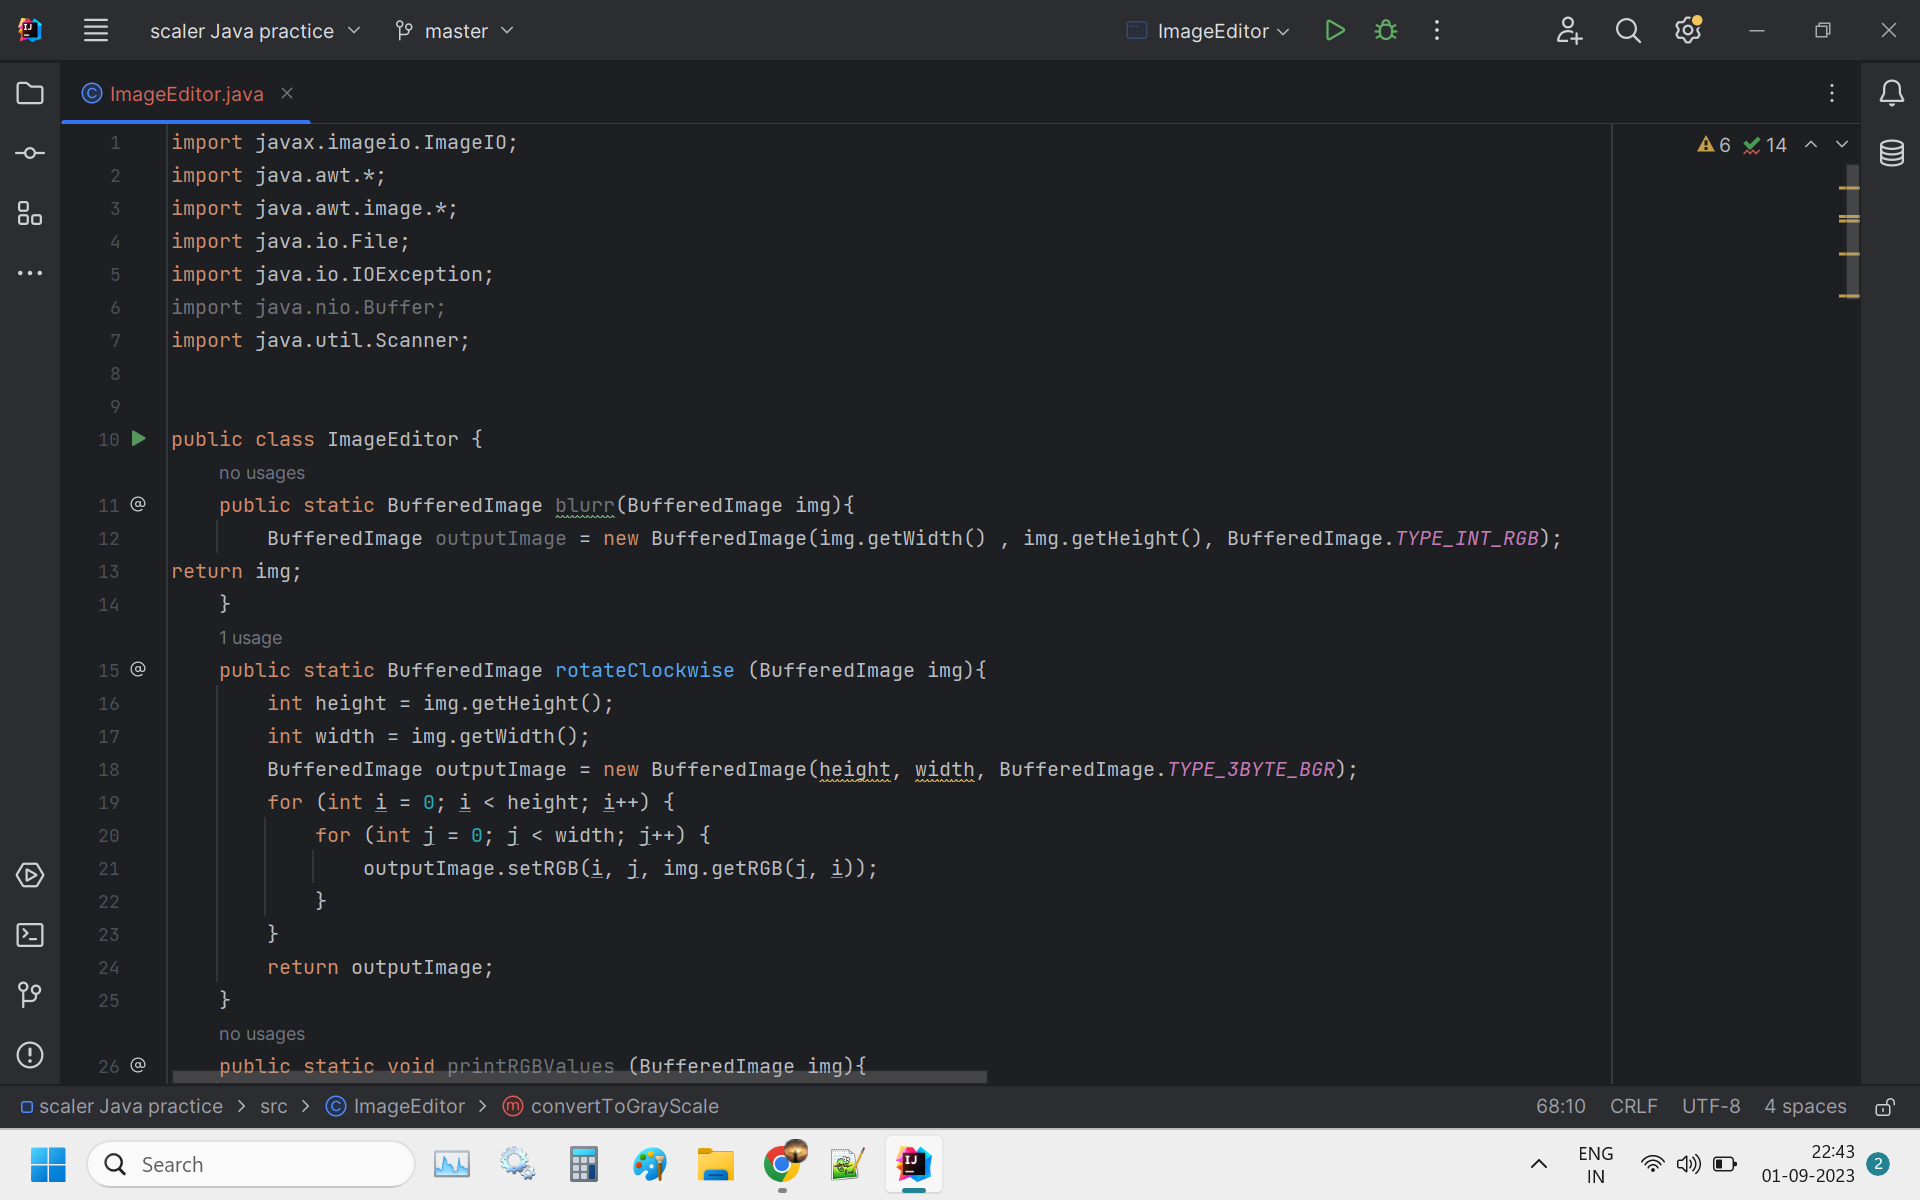 scaler Java practice master ImageEditor
ImageEditor.java
6 14
1 import javax.imageio.ImageIO;
2 import java.awt.*;
3 import java.awt.image.*;
4 import java.io.File;
5 import java.io.IOException;
6 import java.nio.Buffer;
7 import java.util.Scanner;
8
9
10 public class ImageEditor {
no usages
11 @ public static BufferedImage blurr(BufferedImage img){
12 BufferedImage outputImage = new BufferedImage(img.getWidth() , img.getHeight(), BufferedImage.TYPE_INT_RGB);
13 return img;
14 }
1 usage
15 @ public static BufferedImage rotateClockwise (BufferedImage img){
16 int height = img.getHeight();
17 int width = img.getWidth();
18 BufferedImage outputImage = new BufferedImage(height, width, BufferedImage.TYPE_3BYTE_BGR);
19 for (int i = 0; i < height; i++) {
20 for (int j = 0; j < width; j++) {
21 outputImage.setRGB(i, j, img.getRGB(j, i));
22 }
23 }
24 return outputImage;
25 }
no usages
26 @ public static void printRGBValues (BufferedImage img){
scaler Java practice > src > ImageEditor > convertToGrayScale 68:10 CRLF UTF-8 4 spaces
Search
ENG
IN
22:43
01-09-2023
2